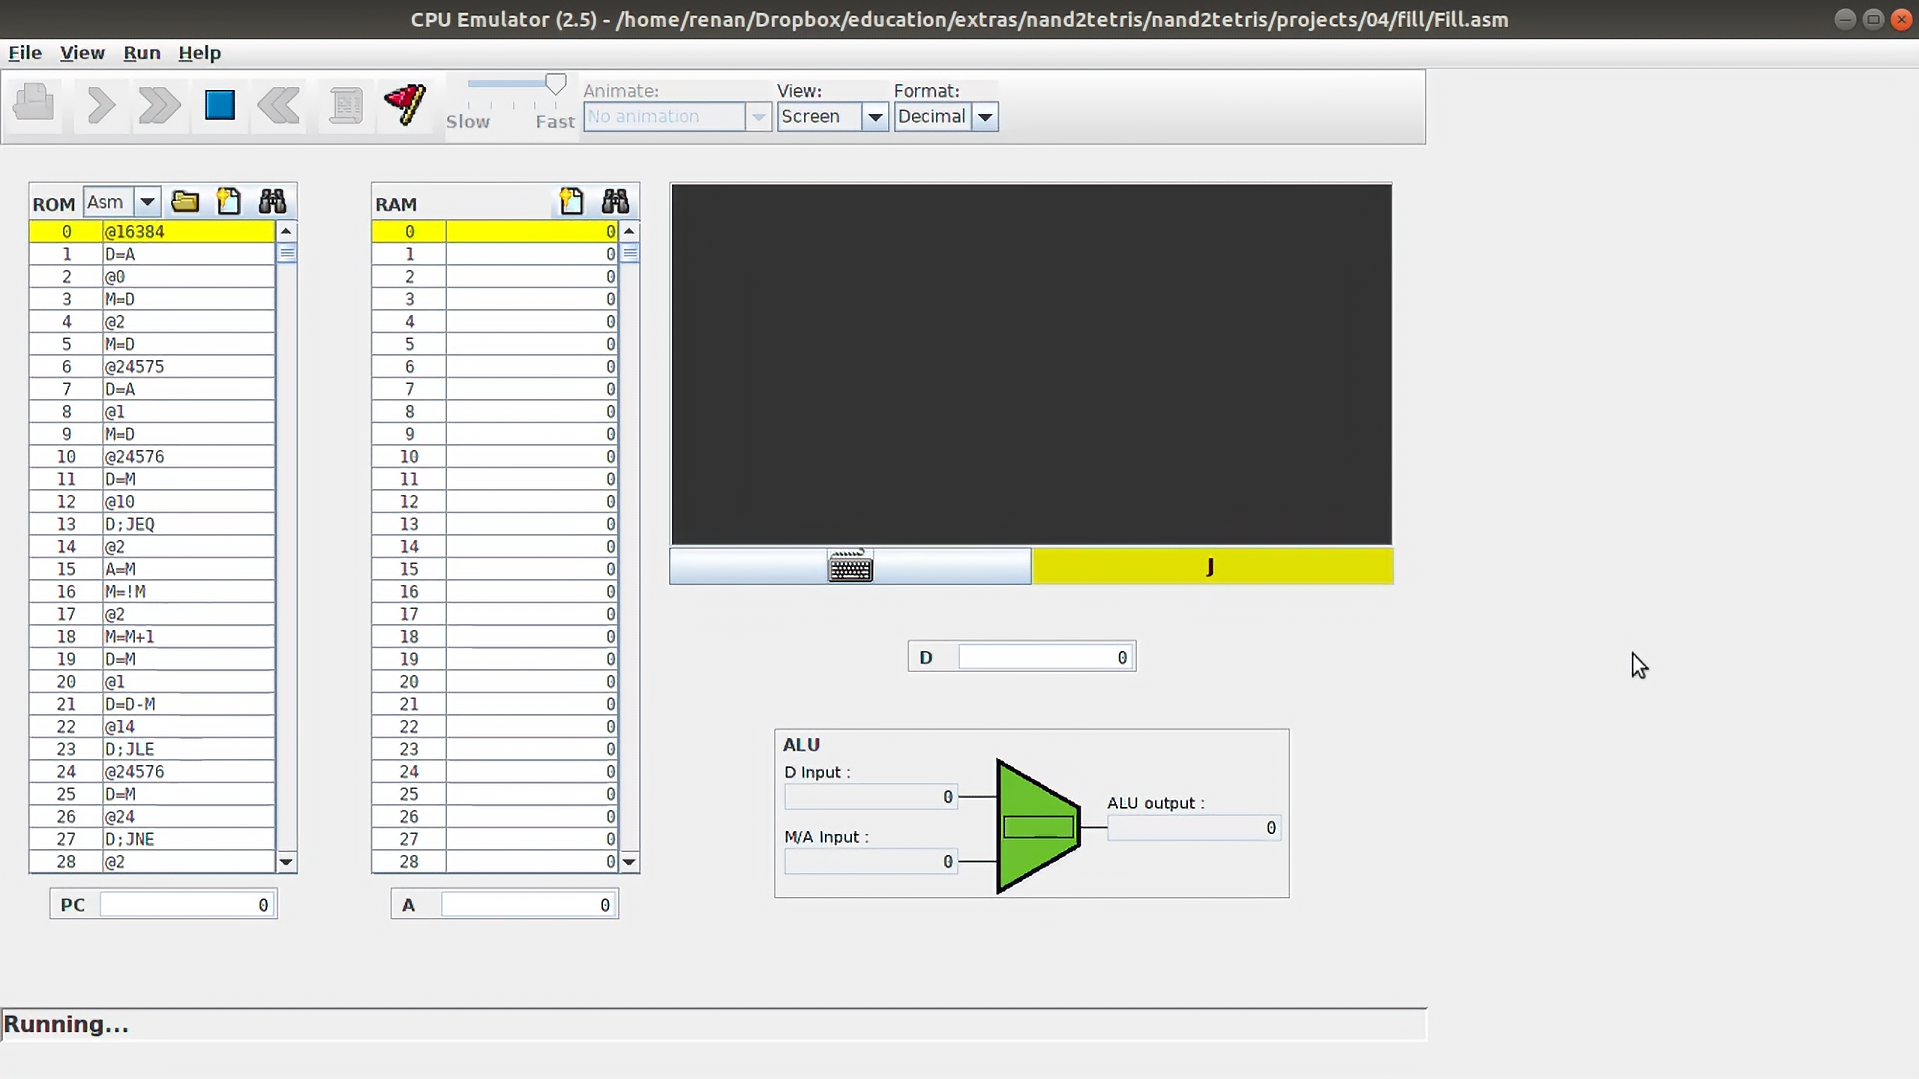 CPU Emulator (2.5) - /home/renan/Dropbox/education/extras/nand2tetris/nand2tetris/projects/04/fill/Fill.asm
File View Run Help
Slow Fast
Animate:
No animation
View:
Screen
Format:
Decimal
ROM Asm
0 @16384
1 D=A
2 @0
3 M=D
4 @2
5 M=D
6 @24575
7 D=A
8 @1
9 M=D
10 @24576
11 D=M
12 @10
13 D;JEQ
14 @2
15 A=M
16 M=!M
17 @2
18 M=M+1
19 D=M
20 @1
21 D=D-M
22 @14
23 D;JLE
24 @24576
25 D=M
26 @24
27 D;JNE
28 @2
PC 0
RAM
0 0
1 0
2 0
3 0
4 0
5 0
6 0
7 0
8 0
9 0
10 0
11 0
12 0
13 0
14 0
15 0
16 0
17 0
18 0
19 0
20 0
21 0
22 0
23 0
24 0
25 0
26 0
27 0
28 0
A 0
J
D 0
ALU
D Input :
0
M/A Input :
0
ALU output :
0
Running...